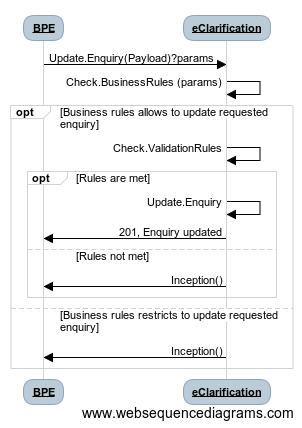 BPE
eClarification
Update.Enquiry(Payload)?params
Check.BusinessRules (params)
opt
[Business rules allows to update requested
enquiry]
Check.ValidationRules
opt
[Rules are met]
Update.Enquiry
201, Enquiry updated
[Rules not met]
Inception()
[Business rules restricts to update requested
enquiry]
Inception()
BPE
eClarification
www.websequencediagrams.com